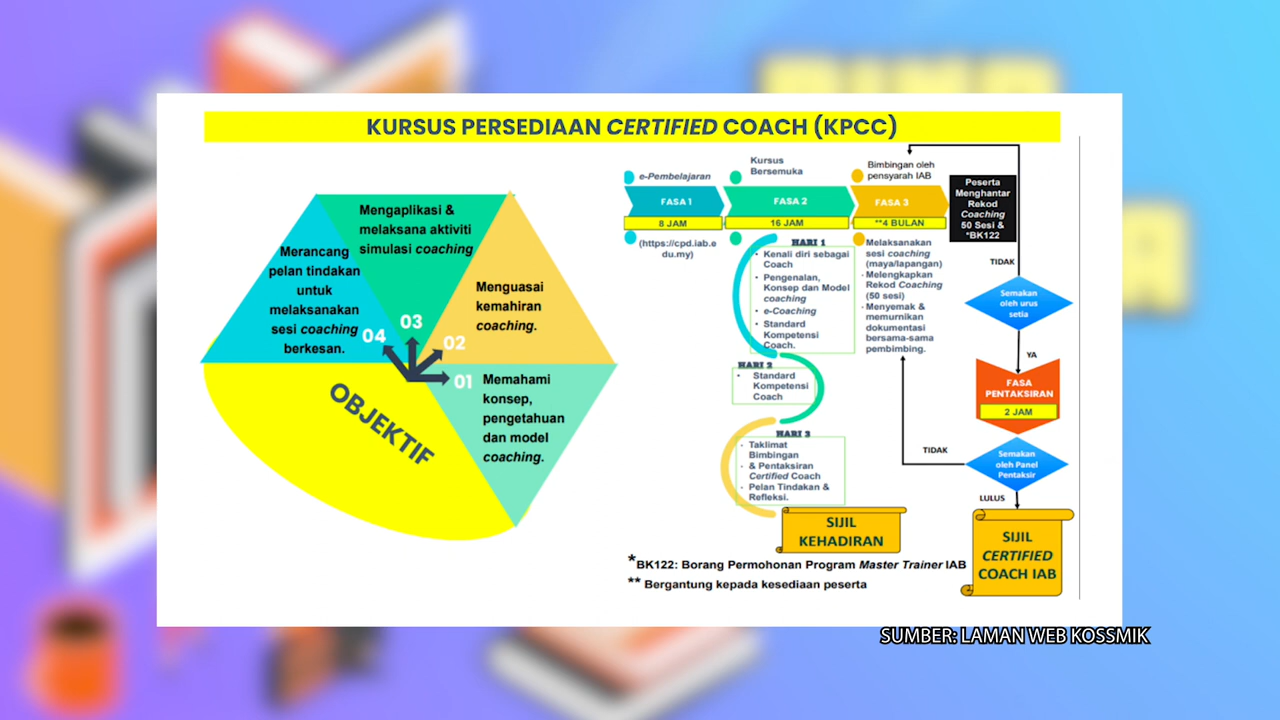 KURSUS PERSEDIAAN CERTIFIED COACH (KPCC)
Mengaplikasi &
melaksana aktiviti
simulasi coaching
Merancang
pelan tindakan
untuk
melaksanakan
sesi coaching
berkesan.
Menguasai
kemahiran
coaching.
04
03
02
01
Memahami
konsep,
pengetahuan
dan model
coaching.
OBJEKTIF
e-Pembelajaran
FASA 1
8 JAM
(https://cpd.iab.e
du.my)
Kursus
Bersemuka
FASA 2
16 JAM
HARI 1
• Kenali diri sebagai
Coach
• Pengenalan,
Konsep dan Model
coaching
• e-Coaching
• Standard
Kompetensi
Coach.
HARI 2
• Standard
Kompetensi
Coach
HARI 3
- Taklimat
Bimbingan
- & Pentaksiran
Certified Coach
- Pelan Tindakan &
Refleksi.
SIJIL
KEHADIRAN
Bimbingan oleh
pensyarah IAB
FASA 3
**4 BULAN
-Melaksanakan
sesi coaching
(maya/lapangan)
- Melengkapkan
Rekod Coaching
(50 sesi)
- Menyemak &
memurnikan
dokumentasi
bersama-sama
pembimbing.
Peserta
Menghantar
Rekod
Coaching
50 Sesi &
*BK122
TIDAK
Semakan
oleh urus
setia
YA
FASA
PENTAKSIRAN
2 JAM
TIDAK
Semakan
oleh Panel
Pentaksir
LULUS
SIJIL
CERTIFIED
COACH IAB
*BK122: Borang Permohonan Program Master Trainer IAB
** Bergantung kepada kesediaan peserta
SUMBER: LAMAN WEB KOSSMIK